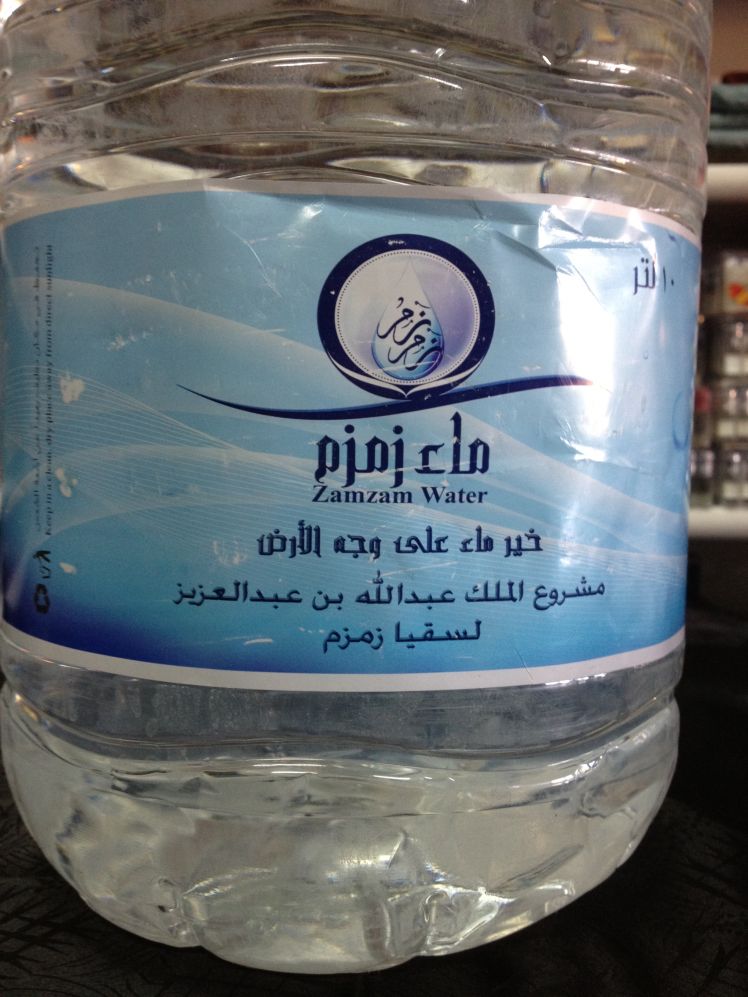 ١٠ لتر
زمزم
ماء زمزم
Zamzam Water
خير ماء على وجه الأرض
مشروع الملك عبدالله بن عبدالعزيز
لسقيا زمزم
Keep in a clean, dry place away from direct sunlight